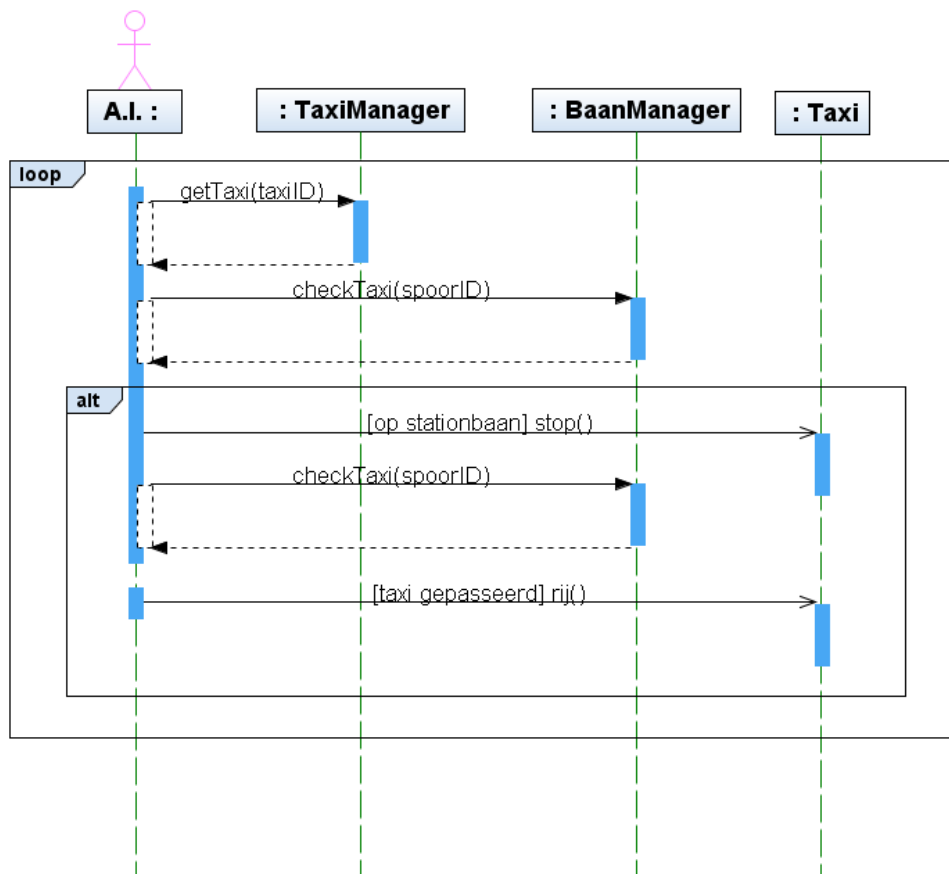 A.I. :
: TaxiManager
: BaanManager
: Taxi
loop
getTaxi(taxiID)
checkTaxi(spoorID)
alt
[op stationbaan] stop()
checkTaxi(spoorID)
[taxi gepasseerd] rij()